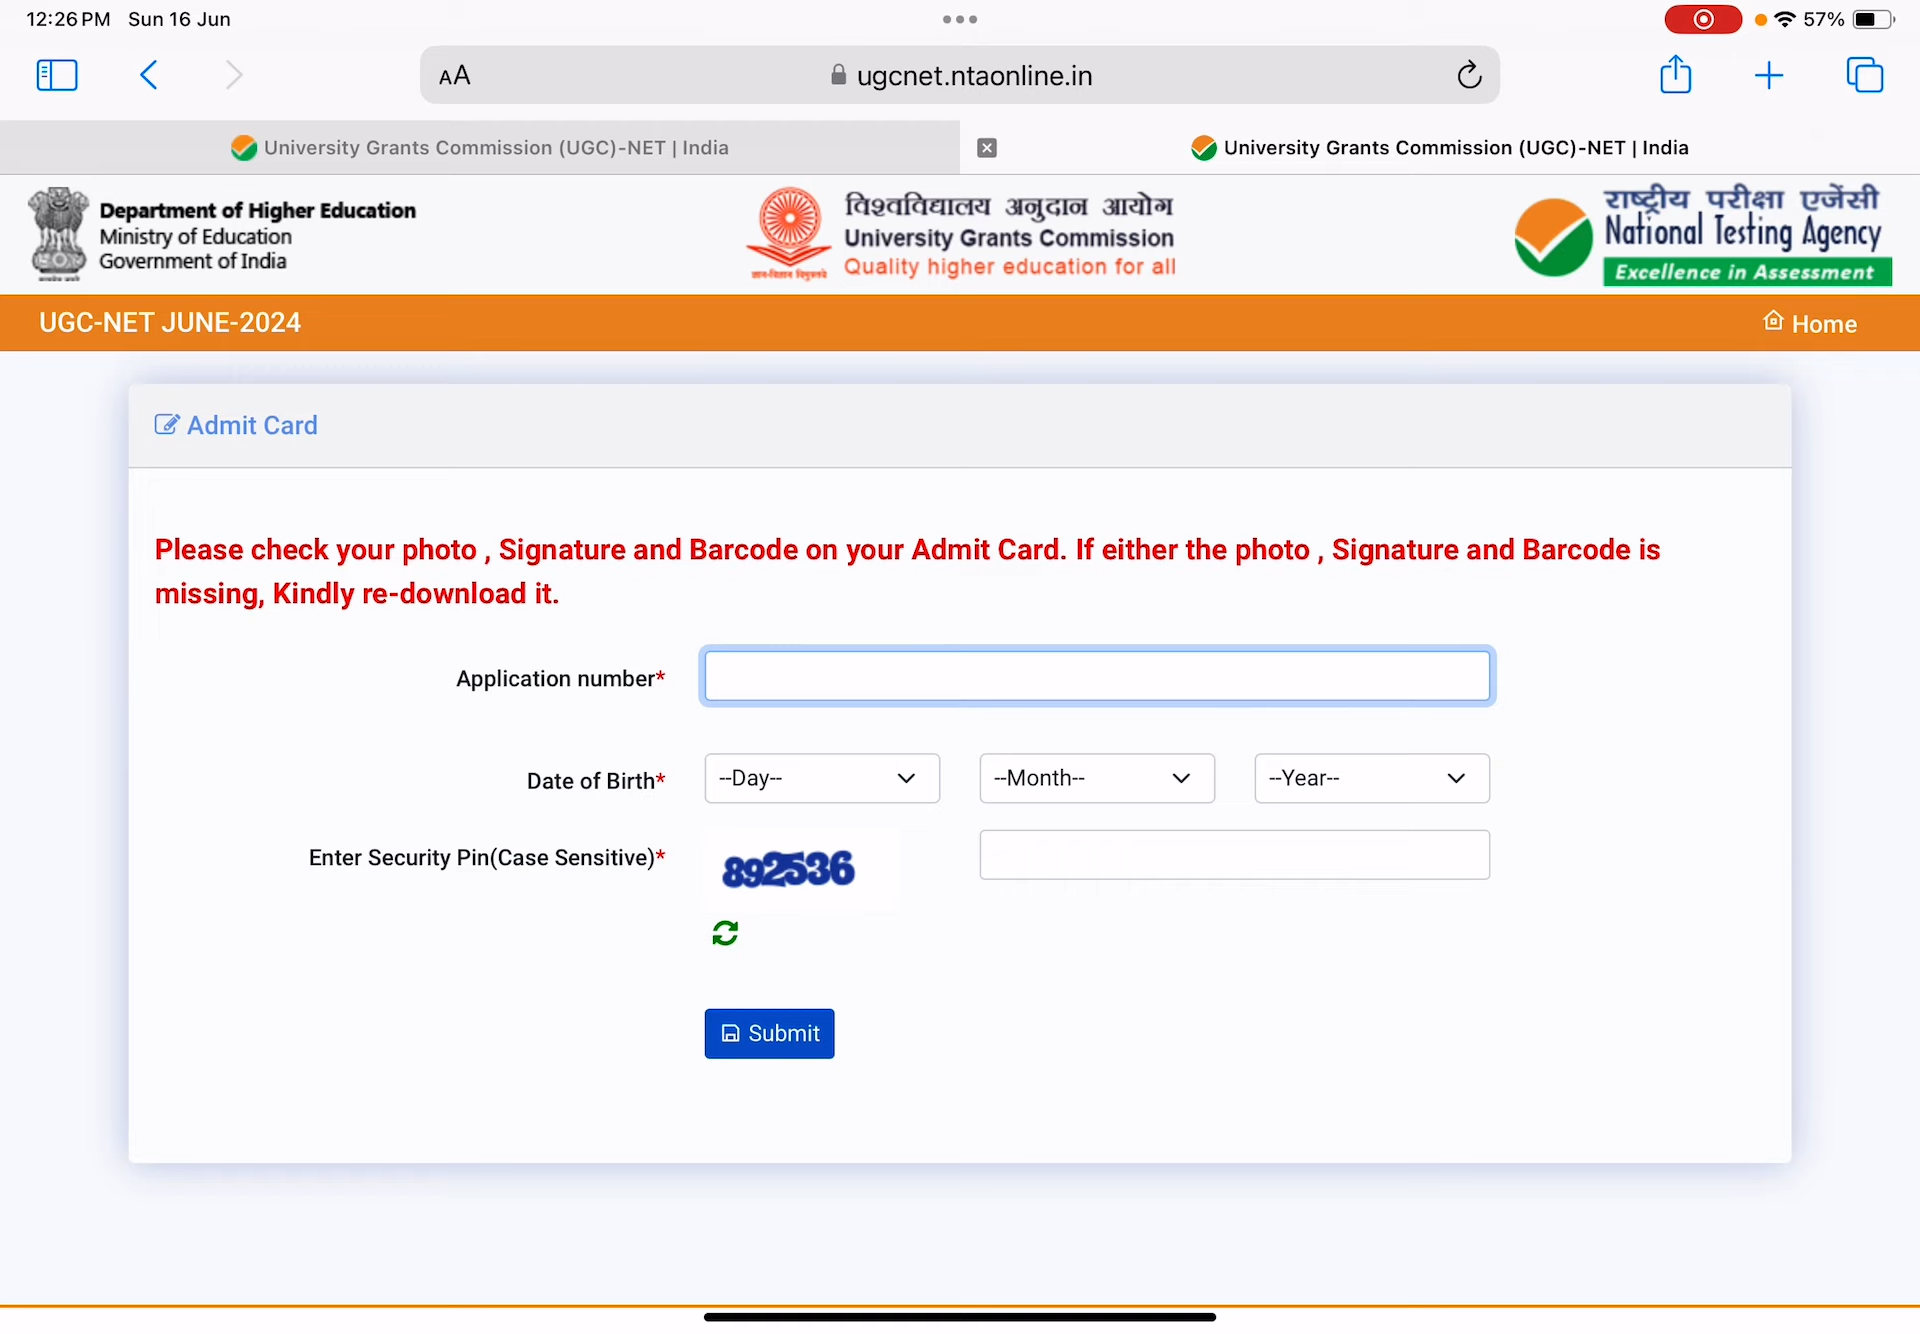 12:26 PM Sun 16 Jun
57%
AA
ugcnet.ntaonline.in
University Grants Commission (UGC)-NET | India
University Grants Commission (UGC)-NET | India
Department of Higher Education
Ministry of Education
Government of India
विश्वविद्यालय अनुदान आयोग
University Grants Commission
Quality higher education for all
ज्ञान-विज्ञान विमुक्तये
राष्ट्रीय परीक्षा एजेंसी
National Testing Agency
Excellence in Assessment
UGC-NET JUNE-2024
Home
Admit Card
Please check your photo , Signature and Barcode on your Admit Card. If either the photo , Signature and Barcode is
missing, Kindly re-download it.
Application number*
Date of Birth*
--Day--
--Month--
--Year--
Enter Security Pin(Case Sensitive)*
892536
Submit